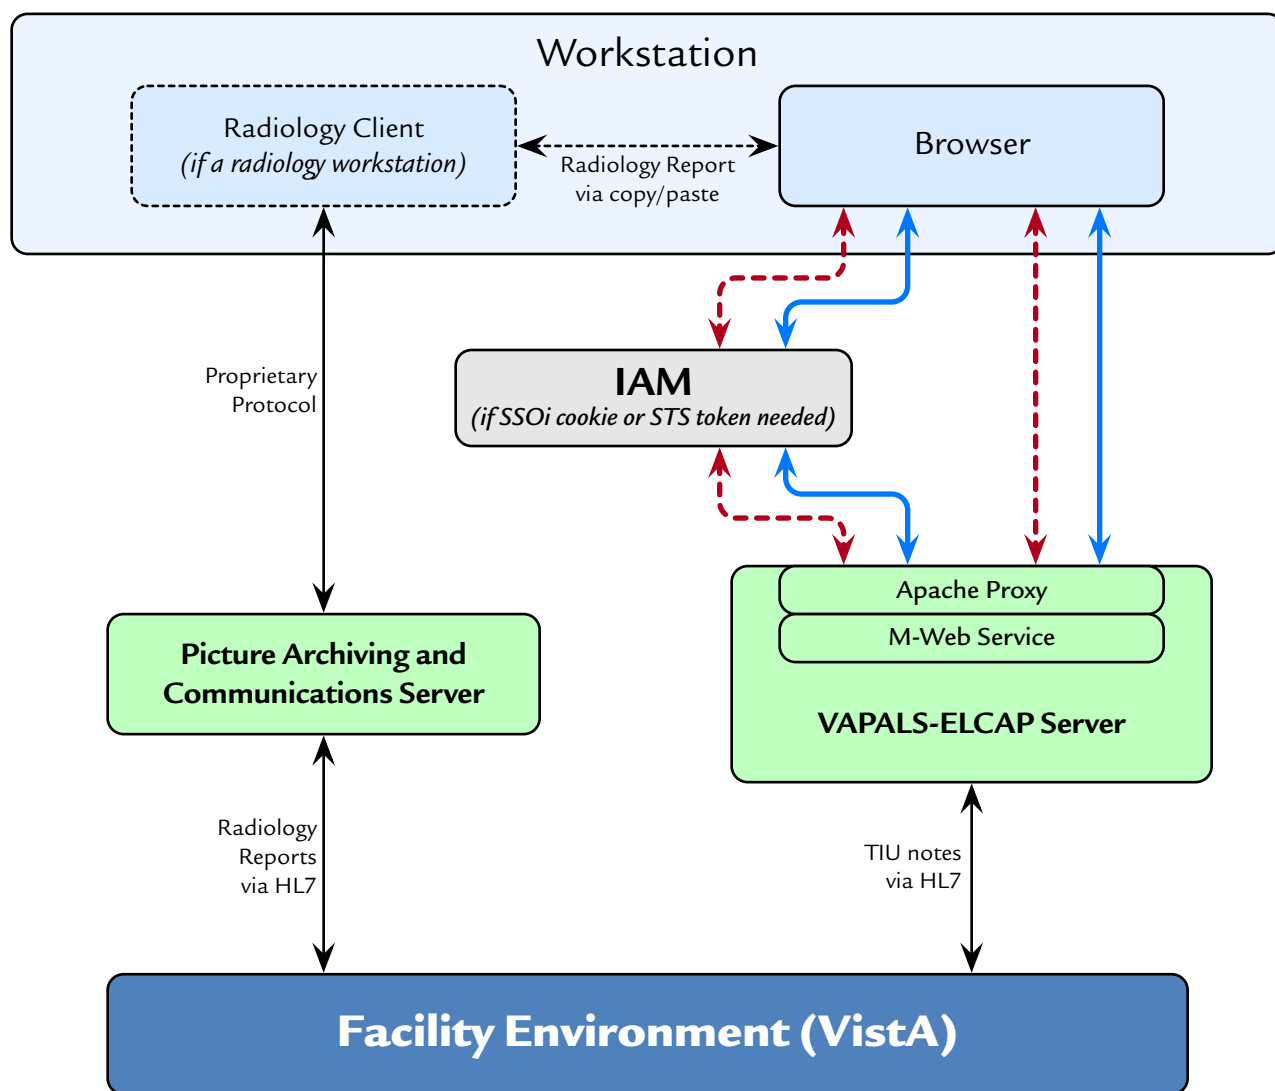 Workstation
Radiology Client
(if a radiology workstation)
Radiology Report
via copy/paste
Browser
Proprietary
Protocol
IAM
(if SSOi cookie or STS token needed)
Apache Proxy
M-Web Service
Picture Archiving and
Communications Server
VAPALS-ELCAP Server
Radiology
Reports
via HL7
TIU notes
via HL7
Facility Environment (VistA)